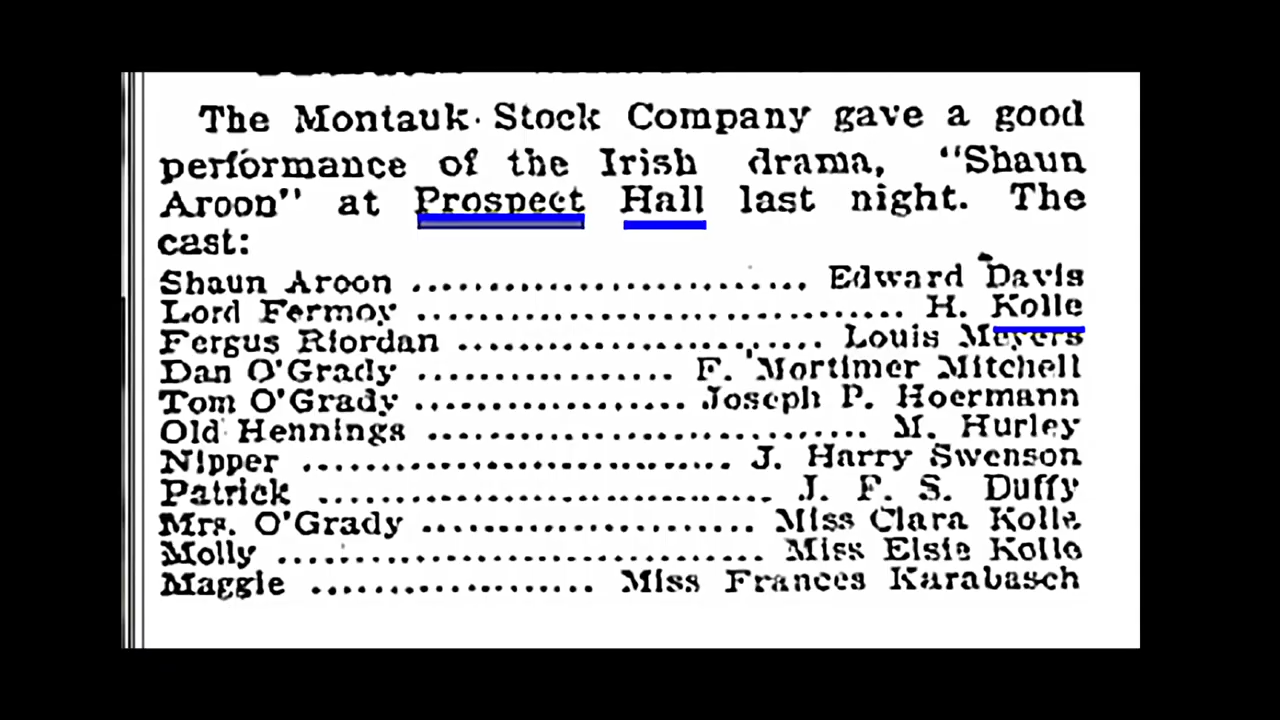 The Montauk Stock Company gave a good
performance of the Irish drama, "Shaun
Aroon" at Prospect Hall last night. The
cast:
Shaun Aroon .......................... Edward Davis
Lord Fermoy ................................ H. Kolle
Fergus Riordan ........................ Louis Meyers
Dan O'Grady ................. F. Mortimer Mitchell
Tom O'Grady .................. Joseph P. Hoermann
Old Hennings ............................. M. Hurley
Nipper ............................ J. Harry Swenson
Patrick .............................. J. F. S. Duffy
Mrs. O'Grady ...................... Miss Clara Kolle
Molly ................................ Miss Elsie Kolle
Maggie .................... Miss Frances Karabasch